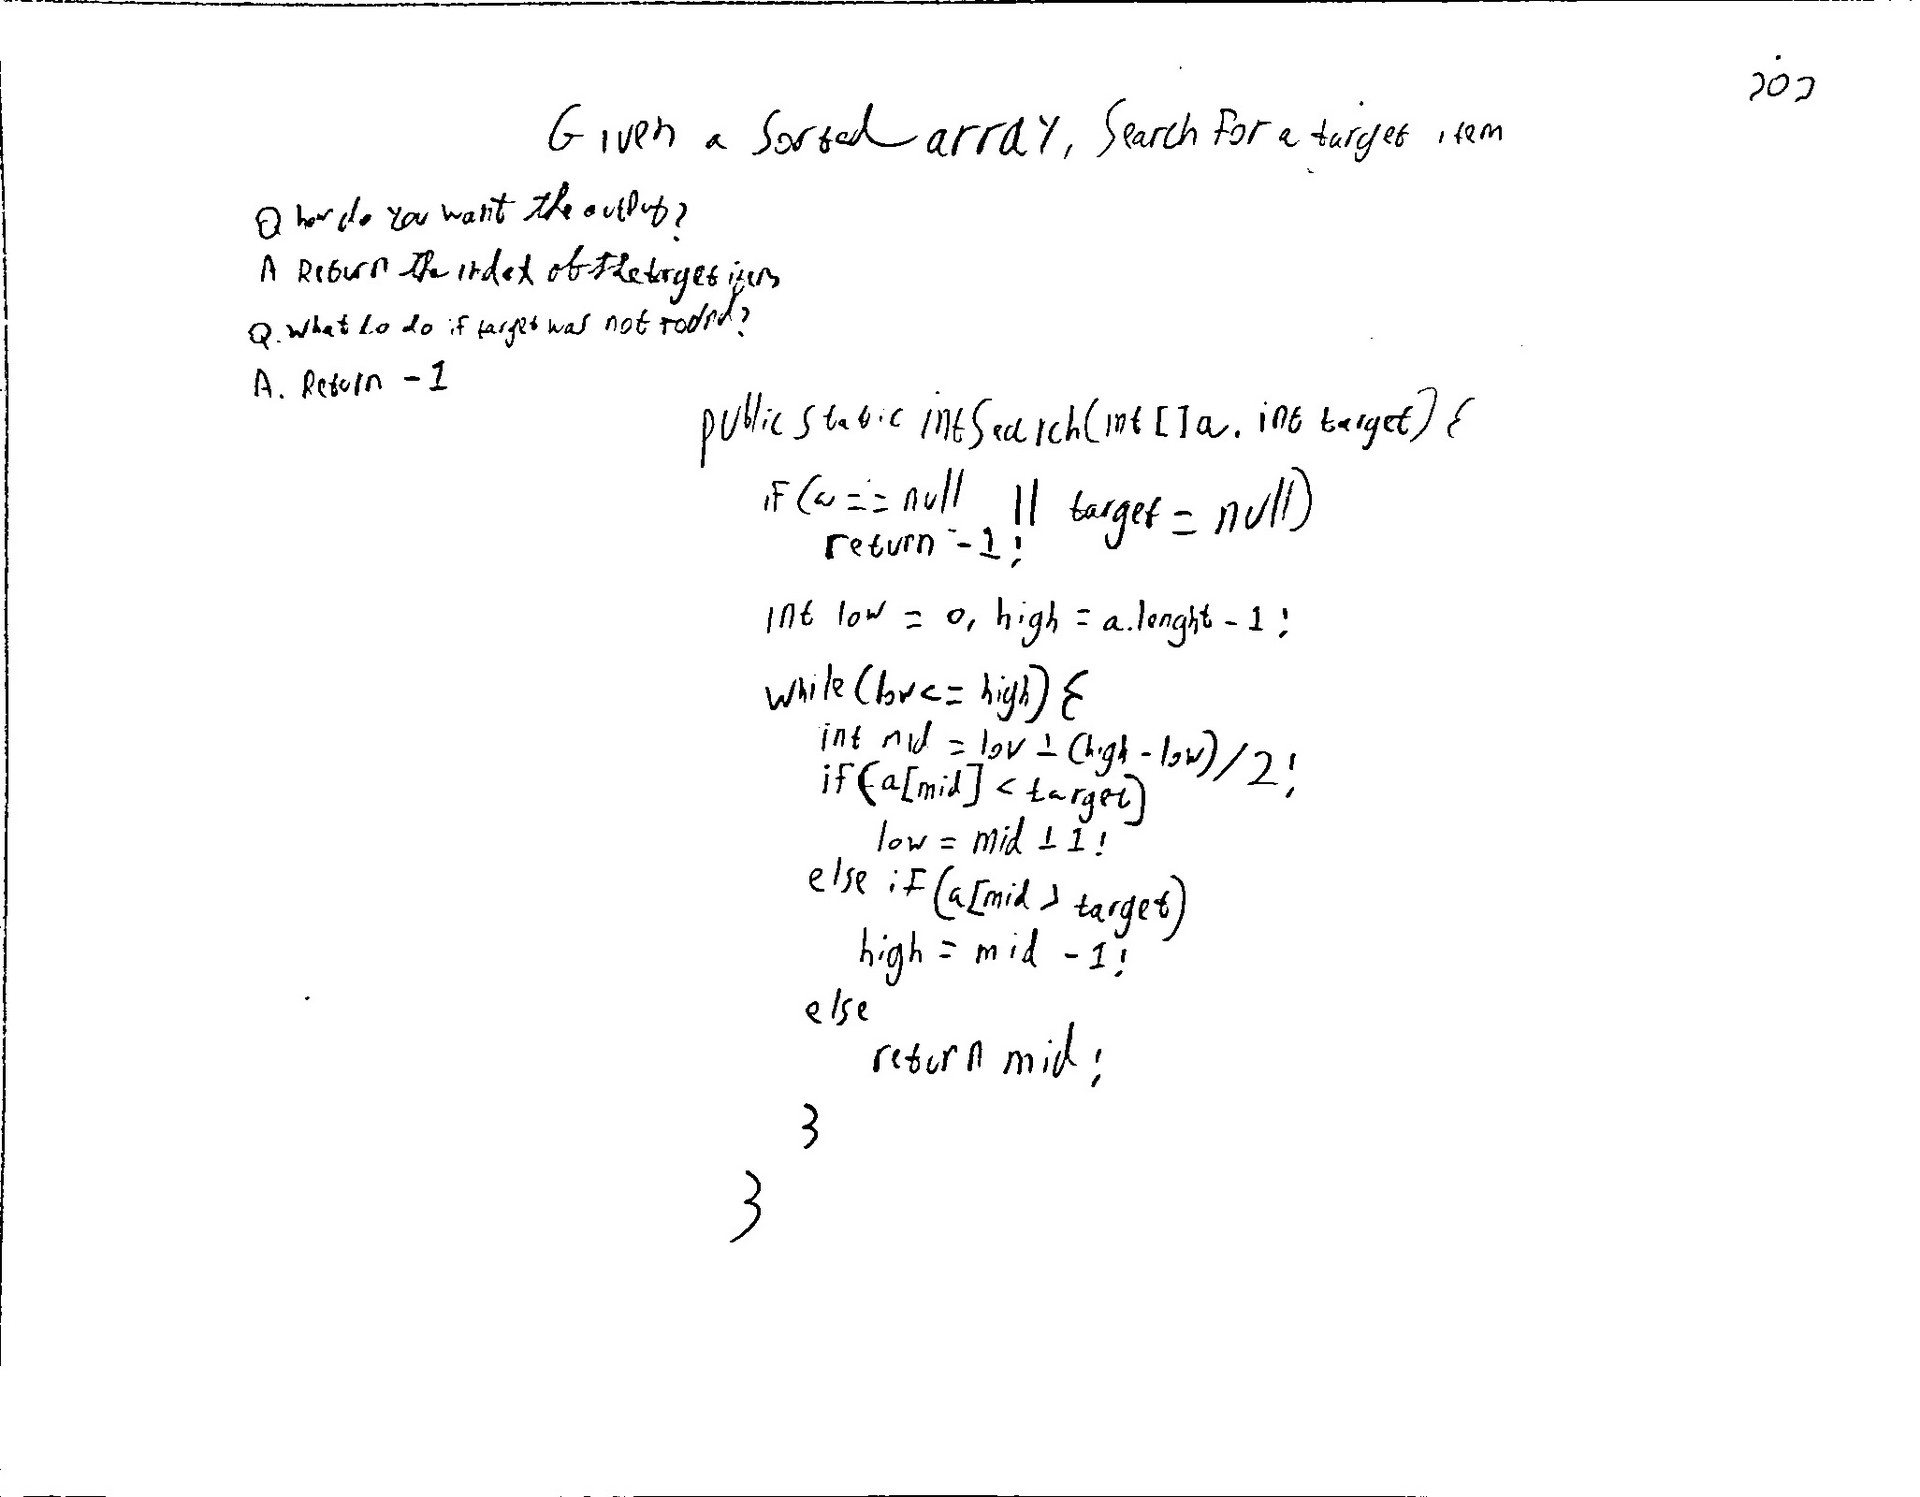 Given a Sorted array, Search For a target item
Q how do you want the output?
A Return the index of the target item
Q. What to do if target was not found?
A. Return -1
public static int Search(int []a, int target) {
if (a == null || target = null)
return -1;
int low = 0, high = a.lenght - 1;
while (low <= high) {
int mid = low + (high - low)/2;
if (a[mid] < target)
low = mid + 1;
else if (a[mid > target)
high = mid - 1;
else
return mid;
}
}